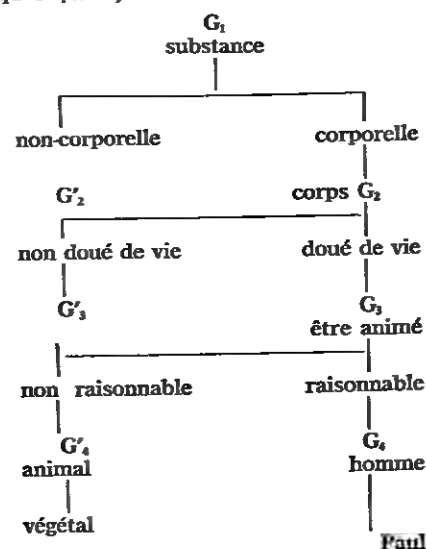 G₁
substance
non-corporelle corporelle
G'₂ corps G₂
non doué de vie doué de vie
G'₃ G₃
être animé
non raisonnable raisonnable
G'₄ G₄
animal homme
végétal
Paul